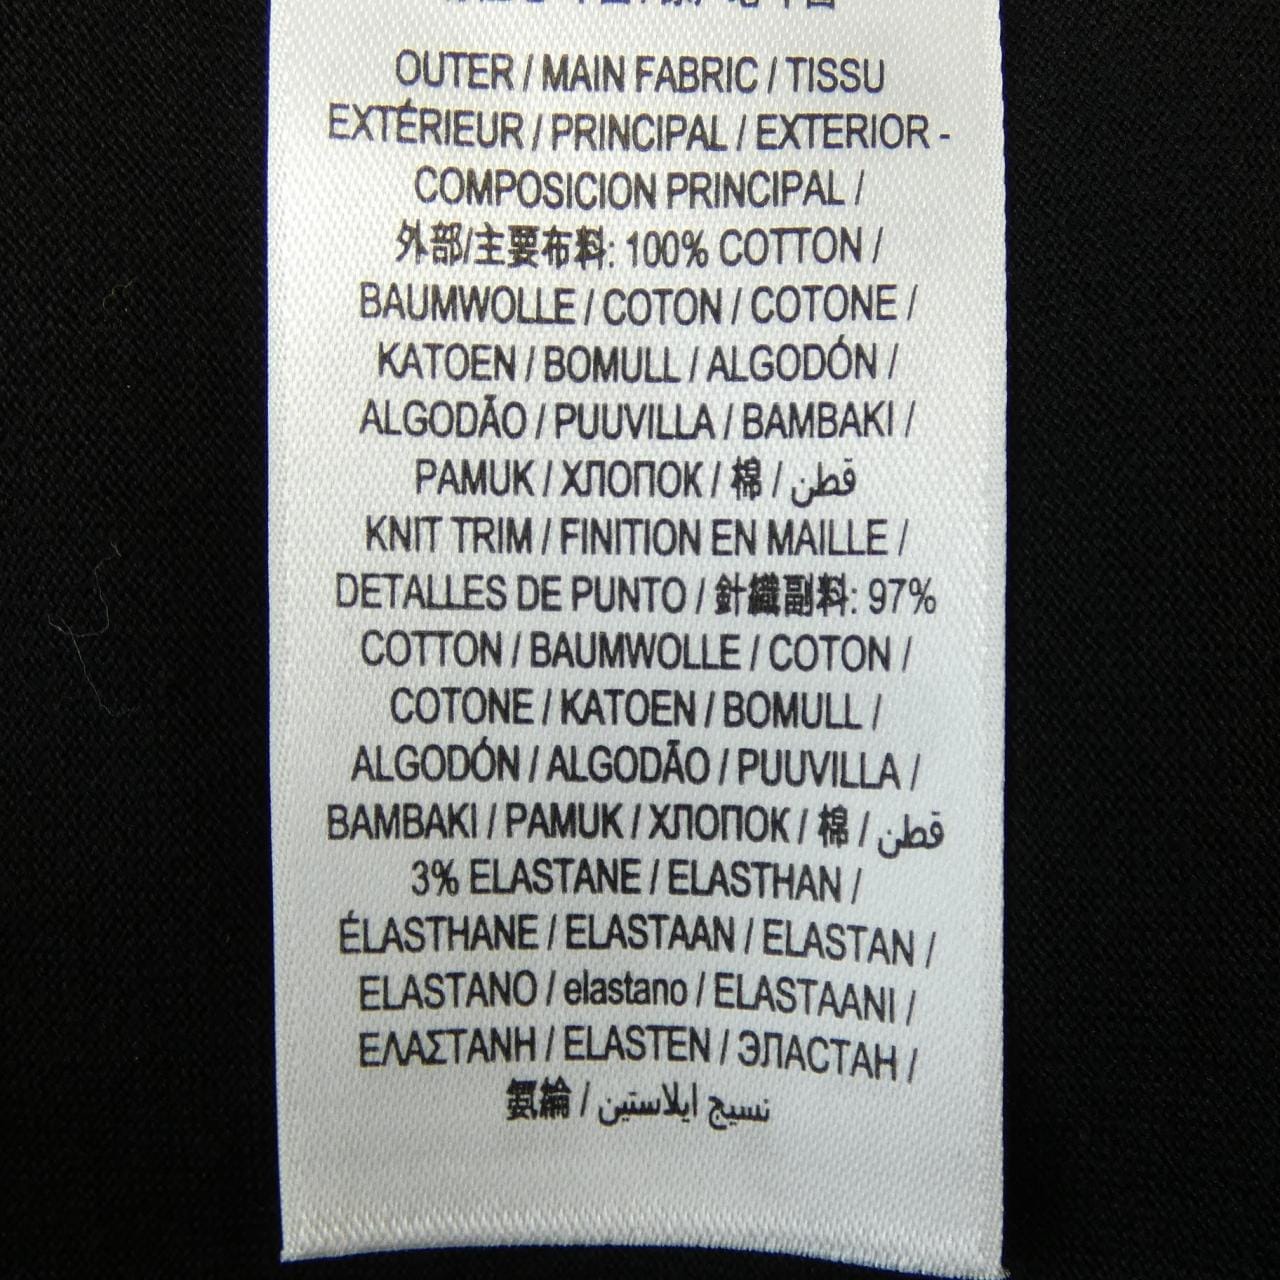 OUTER / MAIN FABRIC / TISSU
EXTÉRIEUR / PRINCIPAL / EXTERIOR -
COMPOSICION PRINCIPAL /
外部/主要布料: 100% COTTON /
BAUMWOLLE / COTON / COTONE /
KATOEN / BOMULL / ALGODÓN /
ALGODÃO / PUUVILLA / BAMBAKI /
PAMUK / ХЛОПОК / 棉 / قطن
KNIT TRIM / FINITION EN MAILLE /
DETALLES DE PUNTO / 針織副料: 97%
COTTON / BAUMWOLLE / COTON /
COTONE / KATOEN / BOMULL /
ALGODÓN / ALGODÃO / PUUVILLA /
BAMBAKI / PAMUK / ХЛОПОК / 棉 / قطن
3% ELASTANE / ELASTHAN /
ÉLASTHANE / ELASTAAN / ELASTAN /
ELASTANO / elastano / ELASTAANI /
ΕΛΑΣΤΑΝΗ / ELASTEN / ЭЛАСТАН /
氨綸 / نسيج ايلاستين